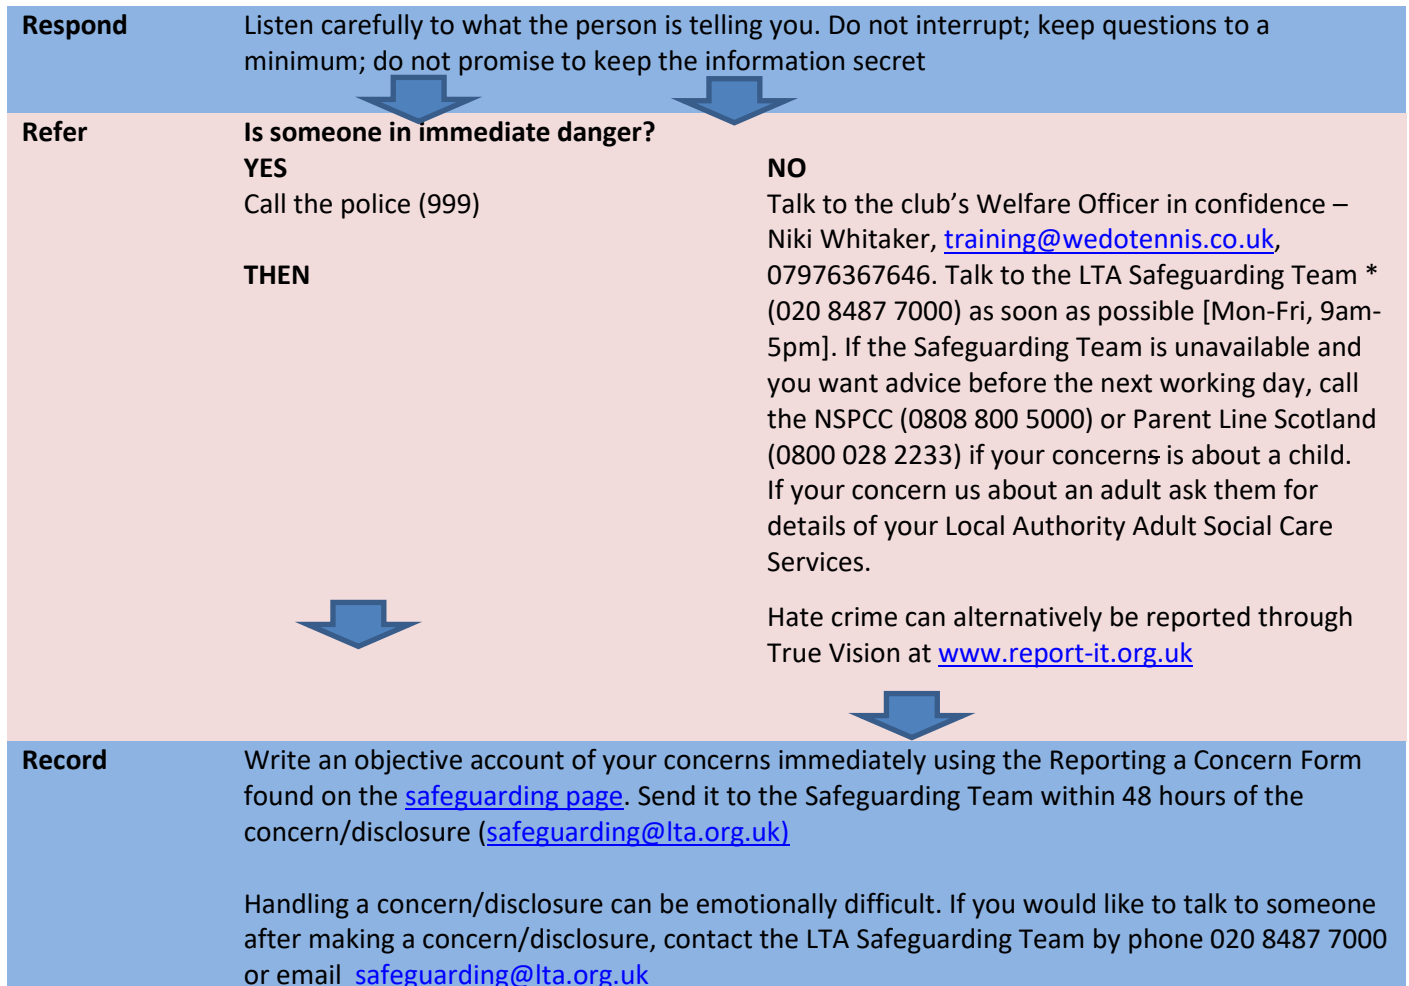 Respond
Listen carefully to what the person is telling you. Do not interrupt; keep questions to a
minimum; do not promise to keep the information secret
Refer
Is someone in immediate danger?
YES
Call the police (999)
THEN
NO
Talk to the club’s Welfare Officer in confidence –
Niki Whitaker, training@wedotennis.co.uk,
07976367646. Talk to the LTA Safeguarding Team *
(020 8487 7000) as soon as possible [Mon-Fri, 9am-
5pm]. If the Safeguarding Team is unavailable and
you want advice before the next working day, call
the NSPCC (0808 800 5000) or Parent Line Scotland
(0800 028 2233) if your concerns is about a child.
If your concern us about an adult ask them for
details of your Local Authority Adult Social Care
Services.
Hate crime can alternatively be reported through
True Vision at www.report-it.org.uk
Record
Write an objective account of your concerns immediately using the Reporting a Concern Form
found on the safeguarding page. Send it to the Safeguarding Team within 48 hours of the
concern/disclosure (safeguarding@lta.org.uk)
Handling a concern/disclosure can be emotionally difficult. If you would like to talk to someone
after making a concern/disclosure, contact the LTA Safeguarding Team by phone 020 8487 7000
or email safeguarding@lta.org.uk